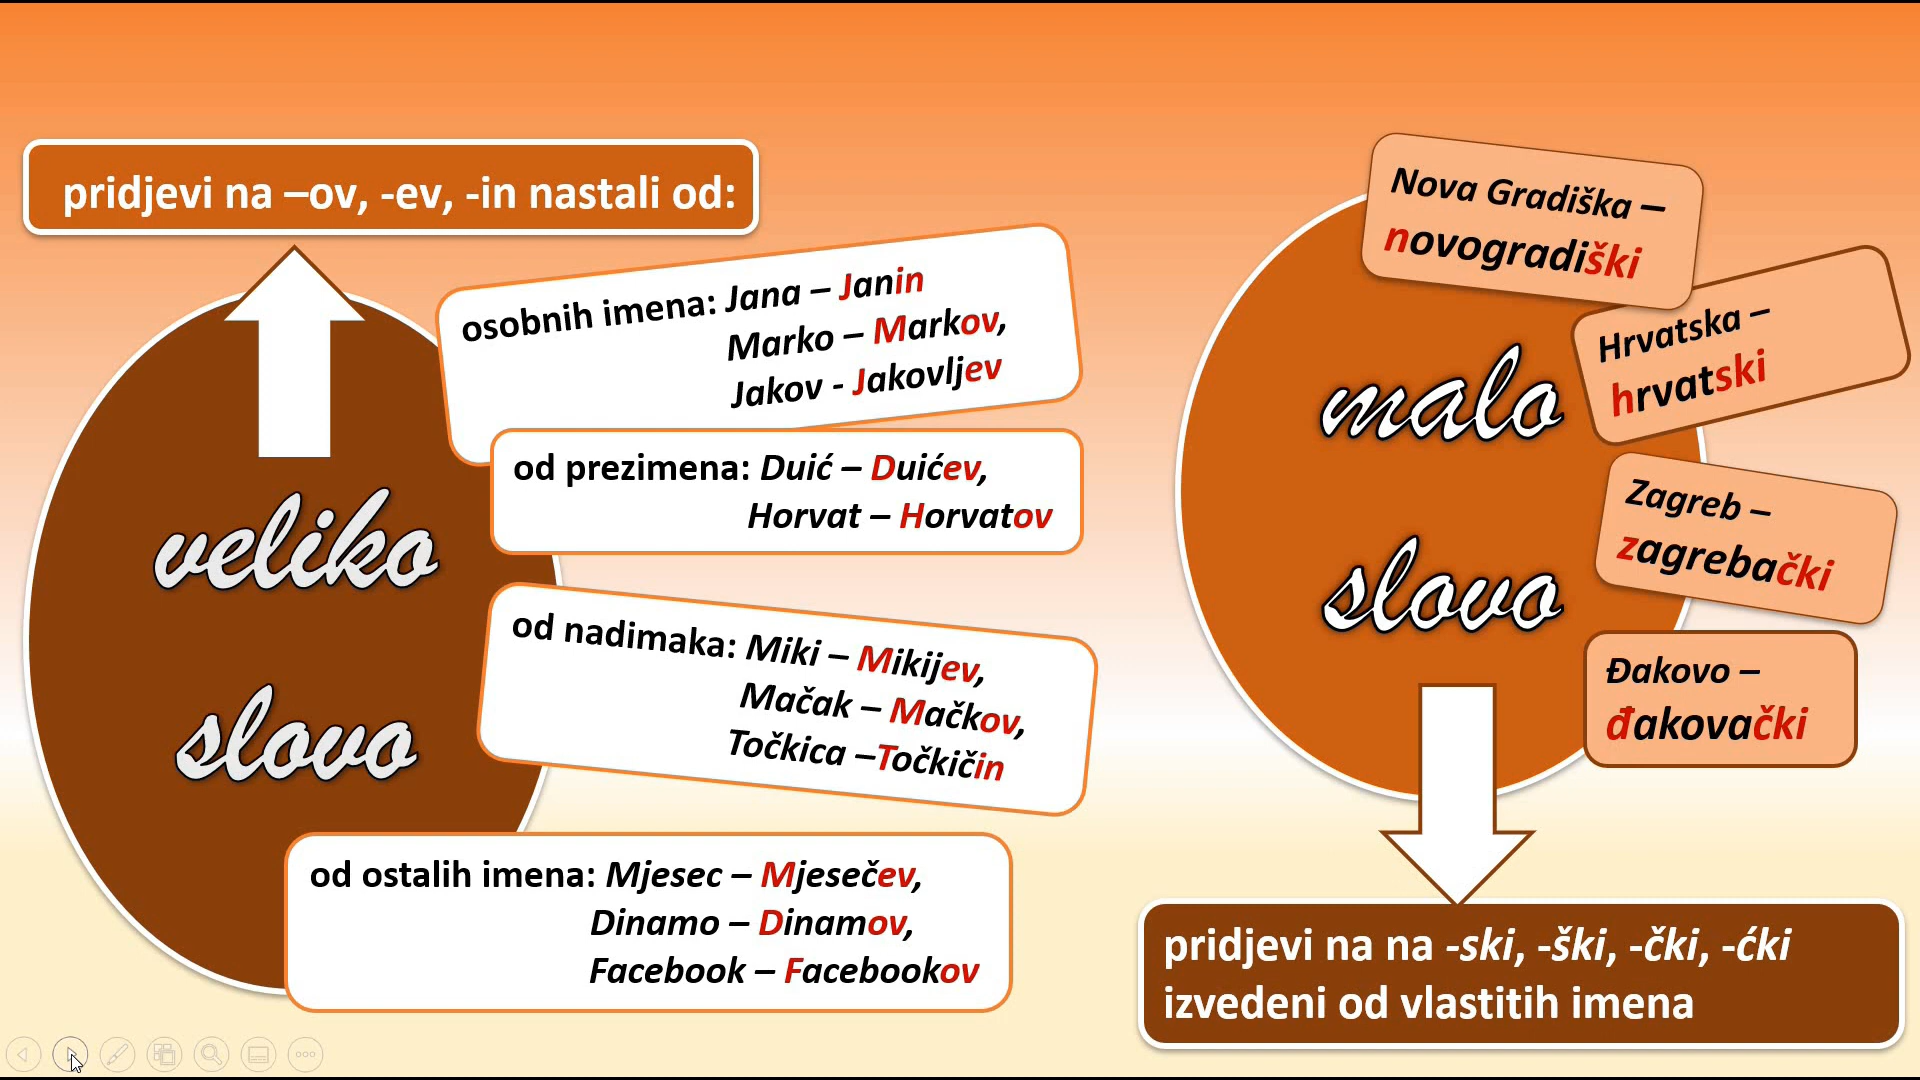 pridjevi na –ov, -ev, -in nastali od:
veliko
slovo
osobnih imena: Jana – Janin
Marko – Markov,
Jakov - Jakovljev
od prezimena: Duić – Duićev,
Horvat – Horvatov
od nadimaka: Miki – Mikijev,
Mačak – Mačkov,
Točkica –Točkičin
od ostalih imena: Mjesec – Mjesečev,
Dinamo – Dinamov,
Facebook – Facebookov
malo
slovo
Nova Gradiška –
novogradiški
Hrvatska –
hrvatski
Zagreb –
zagrebački
Đakovo –
đakovački
pridjevi na na -ski, -ški, -čki, -ćki
izvedeni od vlastitih imena